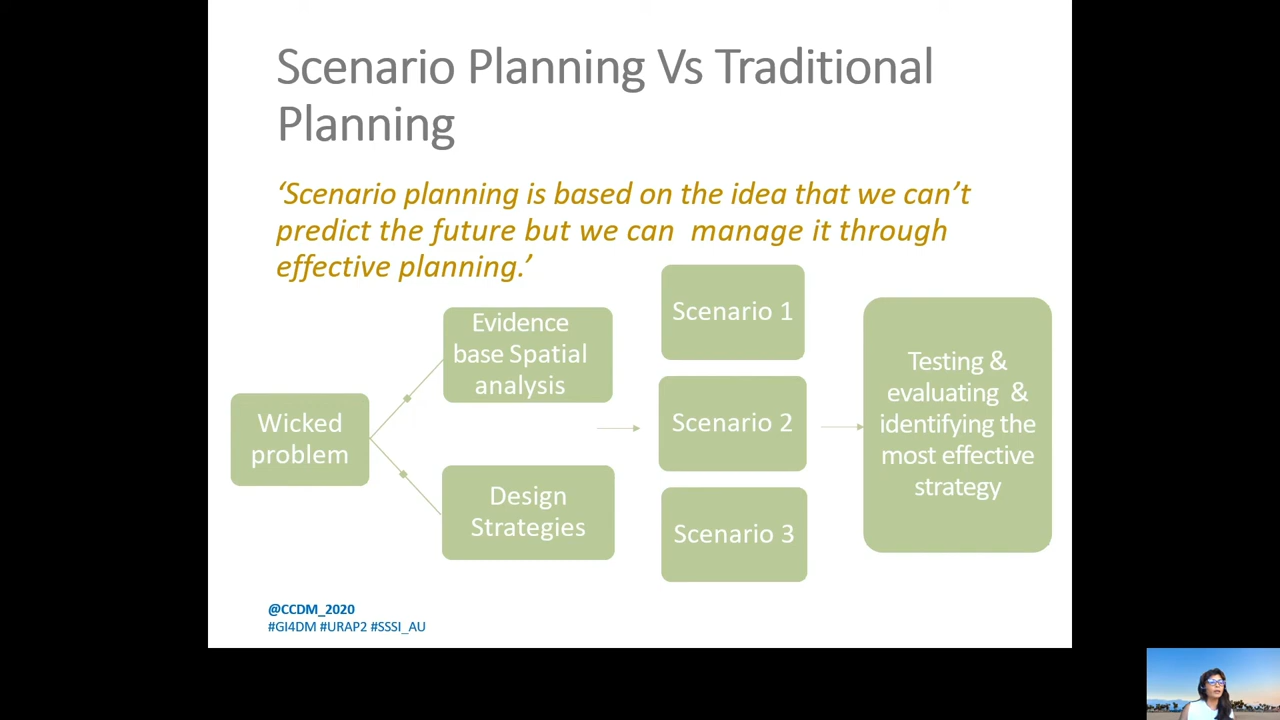 Scenario Planning Vs Traditional
Planning
‘Scenario planning is based on the idea that we can’t
predict the future but we can  manage it through
effective planning.’
Wicked
problem
Evidence
base Spatial
analysis
Design
Strategies
Scenario 1
Scenario 2
Scenario 3
Testing &
evaluating  &
identifying the
most effective
strategy
@CCDM_2020
#GI4DM #URAP2 #SSSI_AU